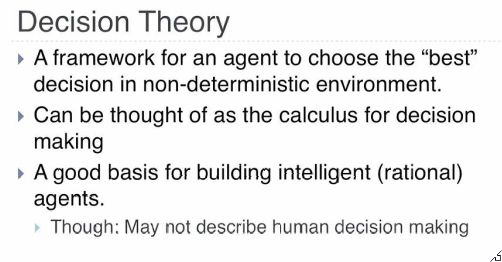 Decision Theory
A framework for an agent to choose the “best”
decision in non-deterministic environment.
Can be thought of as the calculus for decision
making
A good basis for building intelligent (rational)
agents.
Though: May not describe human decision making